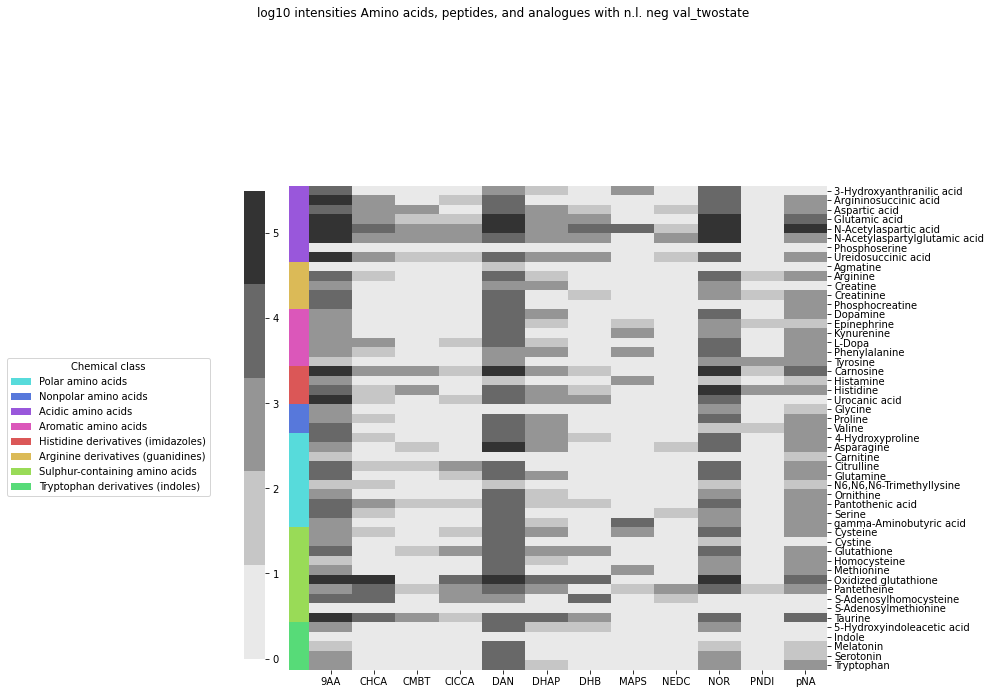 log10 intensities Amino acids, peptides, and analogues with n.l. neg val_twostate
3-Hydroxyanthranilic acid
Argininosuccinic acid
Aspartic acid
Glutamic acid
N-Acetylaspartic acid
N-Acetylaspartylglutamic acid
Phosphoserine
Ureidosuccinic acid
Agmatine
Arginine
Creatine
Creatinine
Phosphocreatine
Dopamine
Epinephrine
Kynurenine
L-Dopa
Phenylalanine
Tyrosine
Carnosine
Histamine
Histidine
Urocanic acid
Glycine
Proline
Valine
4-Hydroxyproline
Asparagine
Carnitine
Citrulline
Glutamine
N6,N6,N6-Trimethyllysine
Ornithine
Pantothenic acid
Serine
gamma-Aminobutyric acid
Cysteine
Cystine
Glutathione
Homocysteine
Methionine
Oxidized glutathione
Pantetheine
S-Adenosylhomocysteine
S-Adenosylmethionine
Taurine
5-Hydroxyindoleacetic acid
Indole
Melatonin
Serotonin
Tryptophan
5
4
3
2
1
0
Chemical class
Polar amino acids
Nonpolar amino acids
Acidic amino acids
Aromatic amino acids
Histidine derivatives (imidazoles)
Arginine derivatives (guanidines)
Sulphur-containing amino acids
Tryptophan derivatives (indoles)
9AA CHCA CMBT ClCCA DAN DHAP DHB MAPS NEDC NOR PNDI pNA